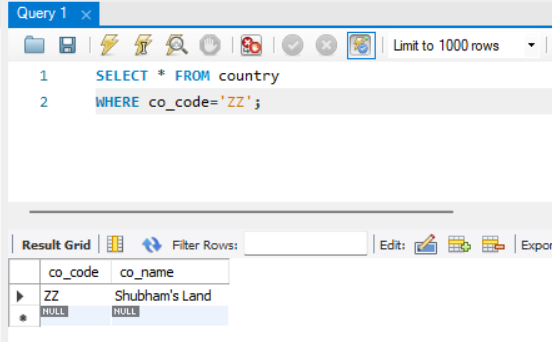 Query 1
Limit to 1000 rows
1 SELECT * FROM country
2 WHERE co_code='ZZ';
Result Grid Filter Rows: Edit: Expor
co_code co_name
ZZ Shubham's Land
NULL NULL